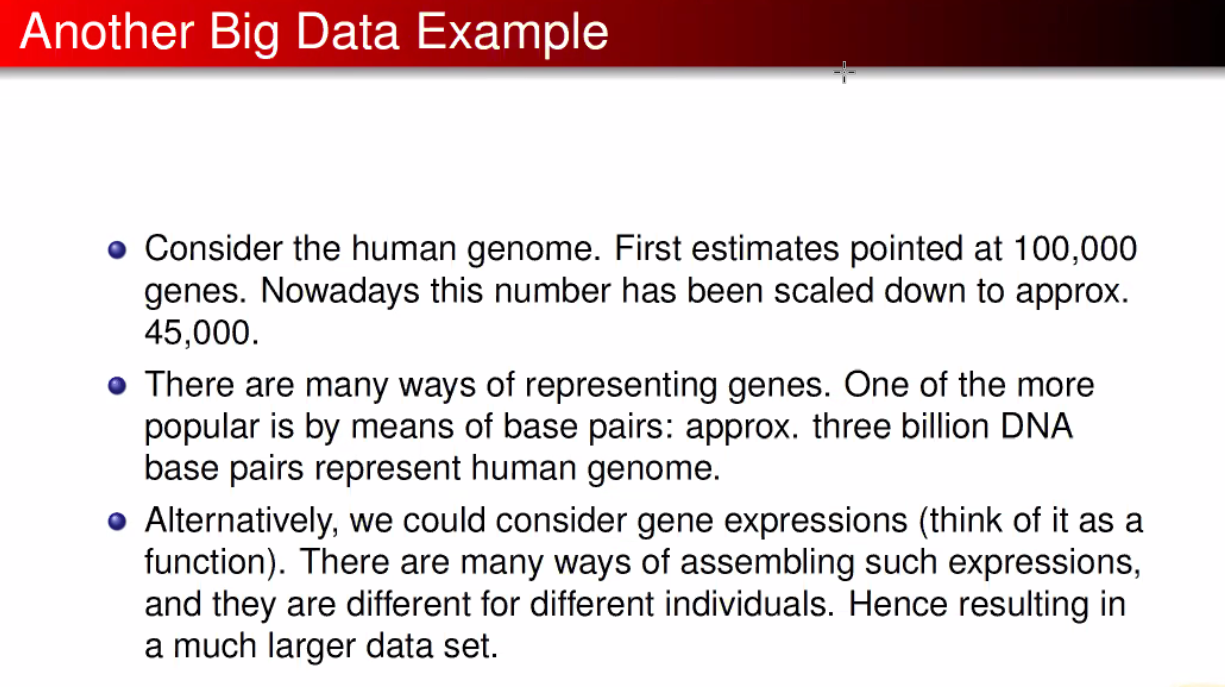 Another Big Data Example
Consider the human genome. First estimates pointed at 100,000
genes. Nowadays this number has been scaled down to approx.
45,000.
There are many ways of representing genes. One of the more
popular is by means of base pairs: approx. three billion DNA
base pairs represent human genome.
Alternatively, we could consider gene expressions (think of it as a
function). There are many ways of assembling such expressions,
and they are different for different individuals. Hence resulting in
a much larger data set.